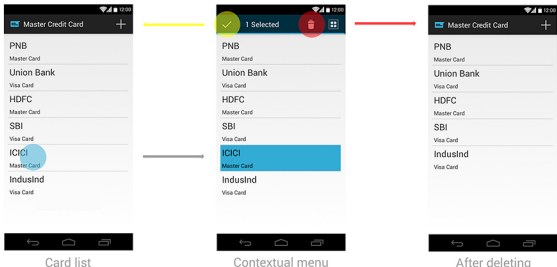 12:00
Master Credit Card
PNB
Master Card
Union Bank
Visa Card
HDFC
Master Card
SBI
Visa Card
ICICI
Master Card
IndusInd
Visa Card
Card list
12:00
1 Selected
PNB
Master Card
Union Bank
Visa Card
HDFC
Master Card
SBI
Visa Card
ICICI
Master Card
IndusInd
Visa Card
Contextual menu
12:00
Master Credit Card
PNB
Master Card
Union Bank
Visa Card
HDFC
Master Card
SBI
Visa Card
IndusInd
Visa Card
After deleting